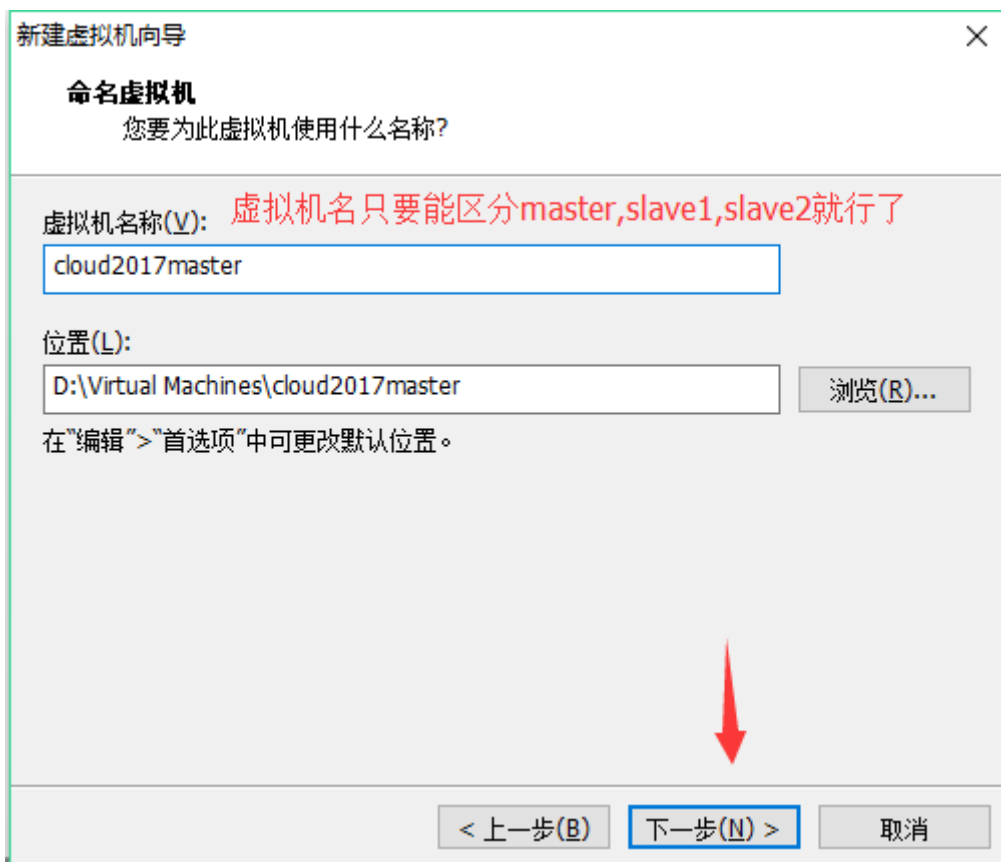 新建虚拟机向导
命名虚拟机
您要为此虚拟机使用什么名称?
虚拟机名称(V): 虚拟机名只要能区分master,slave1,slave2就行了
cloud2017master
位置(L):
D:\Virtual Machines\cloud2017master
浏览(R)...
在"编辑">"首选项"中可更改默认位置。
< 上一步(B) 下一步(N) > 取消